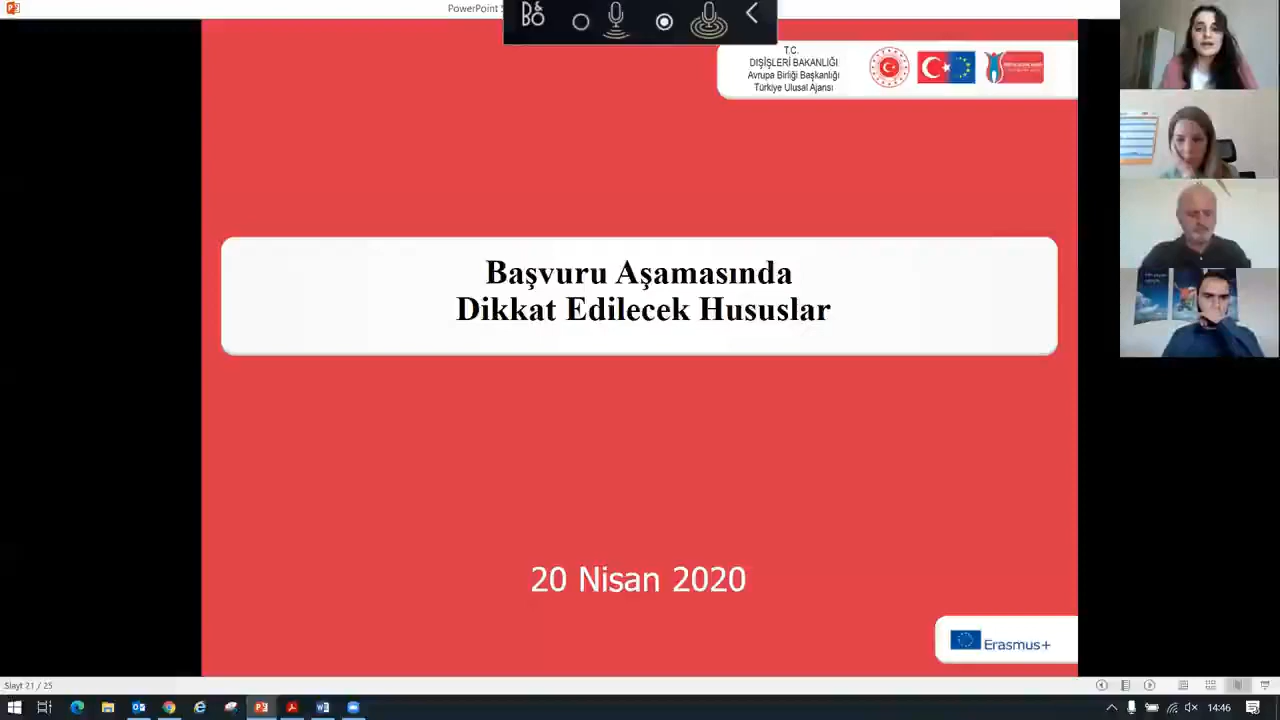 PowerPoint
B&O
T.C.
DIŞİŞLERİ BAKANLIĞI
Avrupa Birliği Başkanlığı
Türkiye Ulusal Ajansı
Başvuru Aşamasında
Dikkat Edilecek Hususlar
20 Nisan 2020
Erasmus+
Slayt 21 / 25
14:46